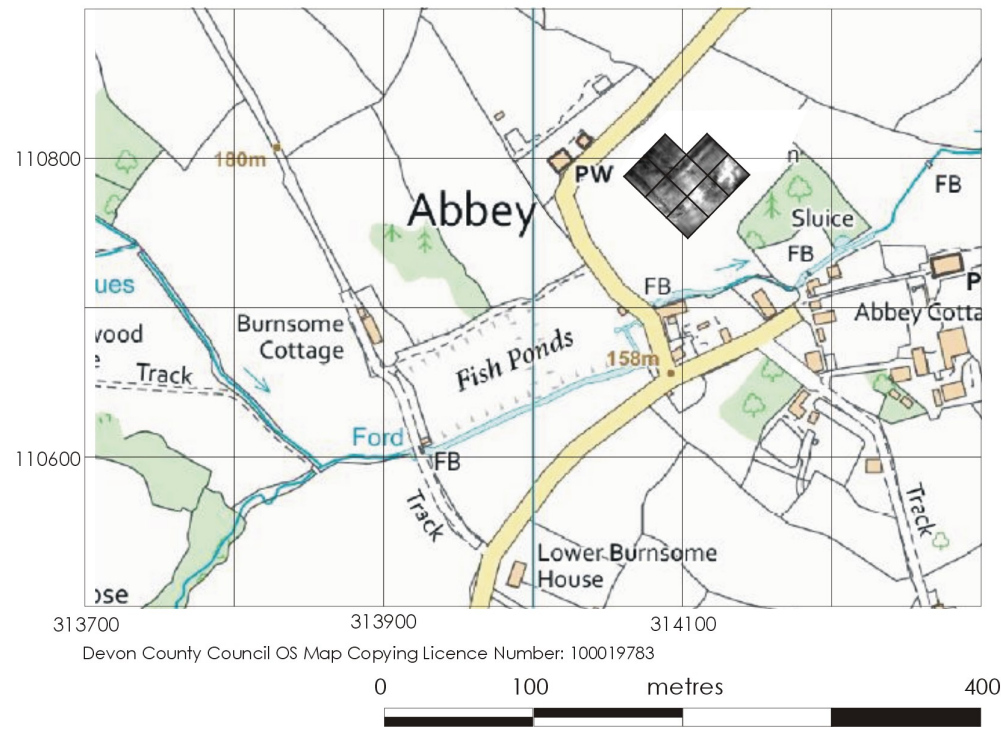 110800
180m
PW
n
FB
Abbey
Sluice
FB
ues
FB
P
Burnsome
Cottage
Abbey Cotta
wood
e
Fish Ponds
158m
Track
Ford
FB
110600
Track
Track
Lower Burnsome
House
ose
313700
313900
314100
Devon County Council OS Map Copying Licence Number: 100019783
0 100 metres 400